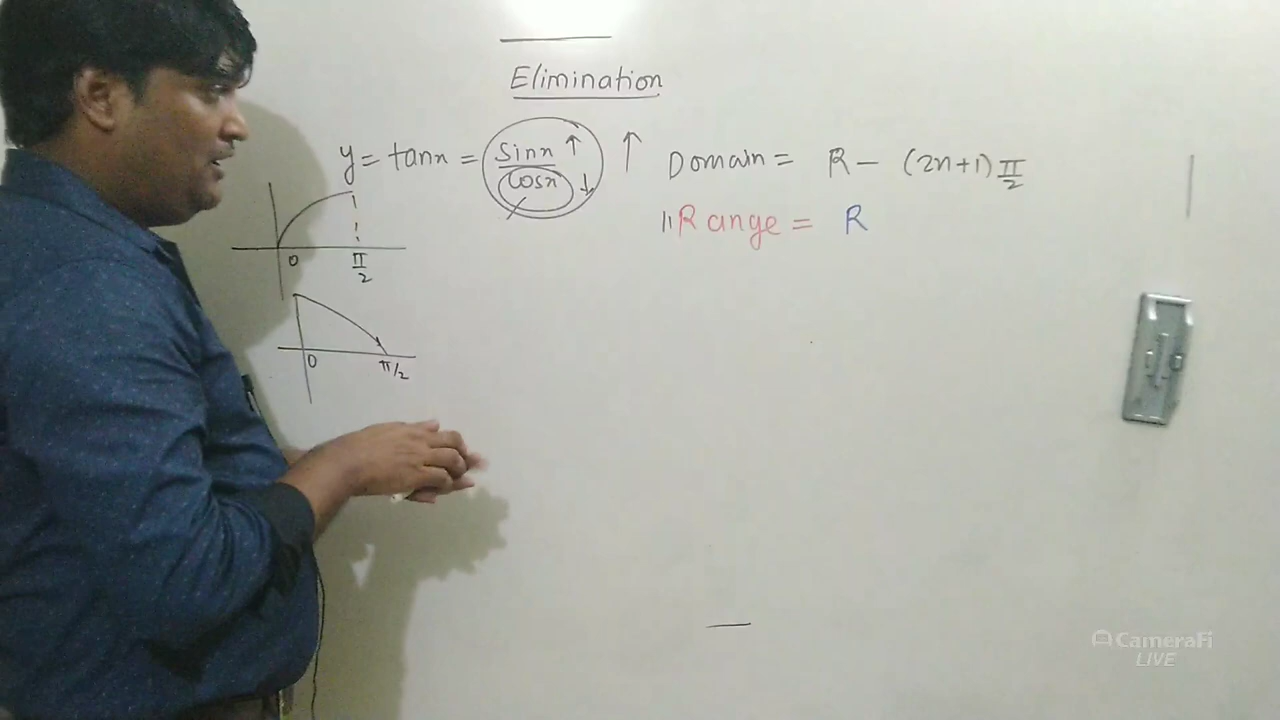 Elimination
y = tanx = sinx ↑ / cosx ↓ ↑ Domain = R - (2n+1) π/2
Range = R
0 π/2
0 π/2
CameraFi
LIVE